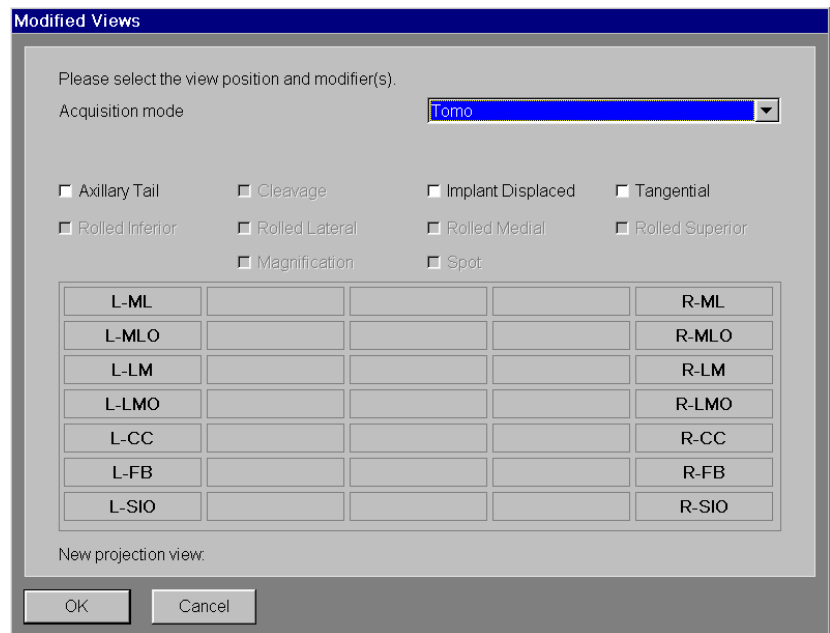 Modified Views
Please select the view position and modifier(s).
Acquisition mode Tomo
Axillary Tail Cleavage Implant Displaced Tangential
Rolled Inferior Rolled Lateral Rolled Medial Rolled Superior
Magnification Spot
L-ML R-ML
L-MLO R-MLO
L-LM R-LM
L-LMO R-LMO
L-CC R-CC
L-FB R-FB
L-SIO R-SIO
New projection view:
OK Cancel